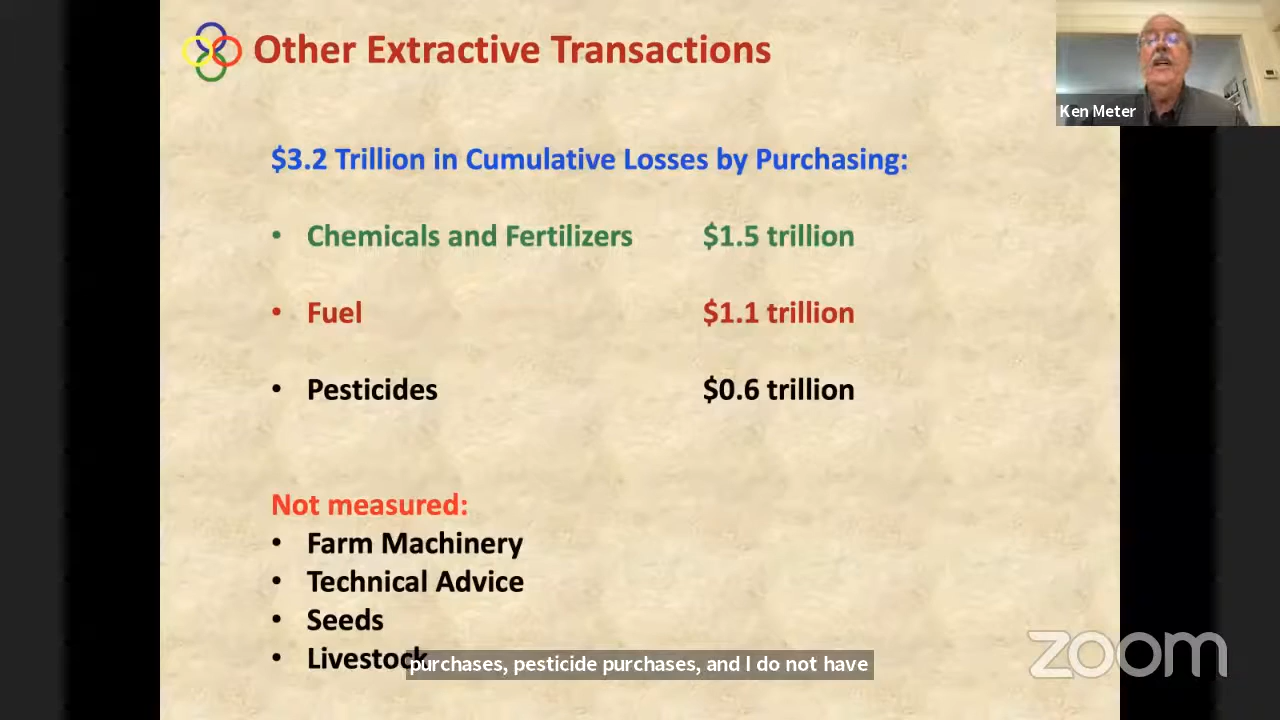 Other Extractive Transactions
Ken Meter
$3.2 Trillion in Cumulative Losses by Purchasing:
• Chemicals and Fertilizers $1.5 trillion
• Fuel $1.1 trillion
• Pesticides $0.6 trillion
Not measured:
• Farm Machinery
• Technical Advice
• Seeds
• Livestock
purchases, pesticide purchases, and I do not have
zoom